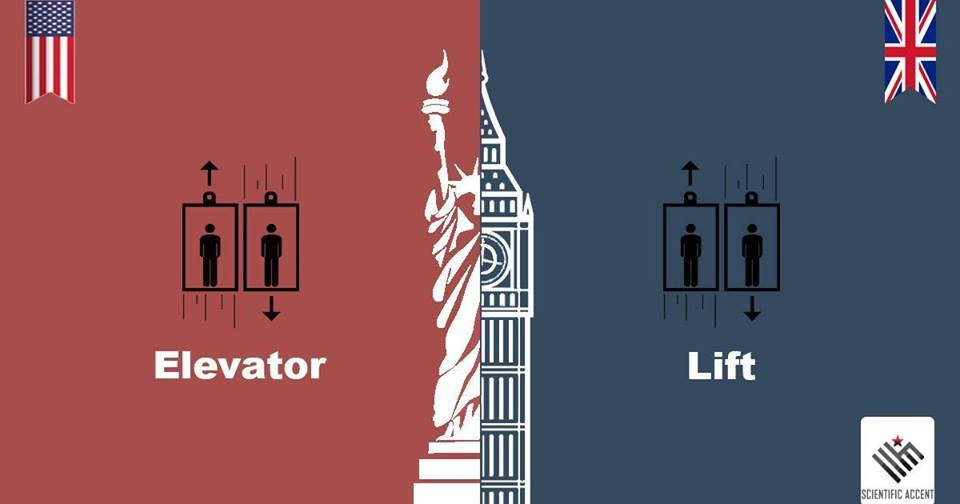 Elevator
Lift
SCIENTIFIC ACCENT